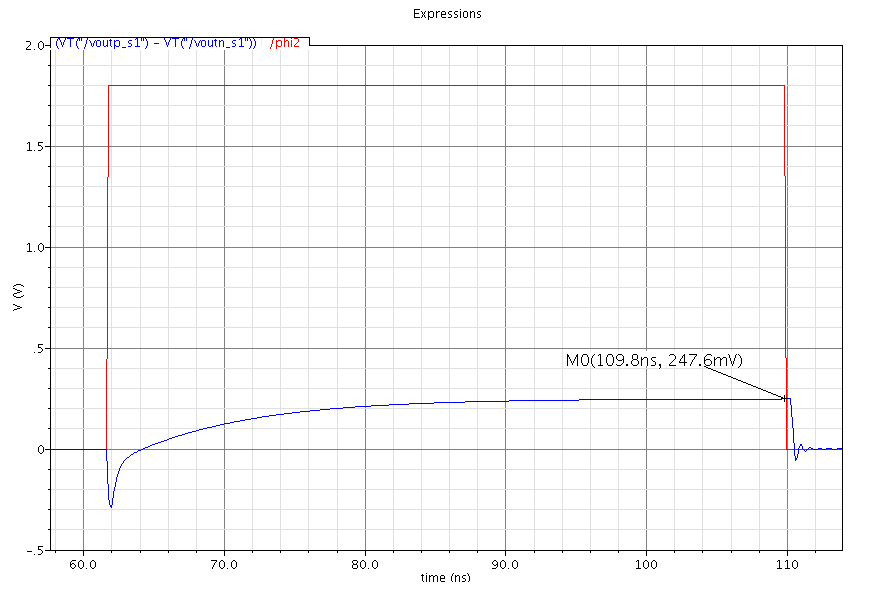 Expressions
(VT("/voutp_s1") - VT("/voutn_s1")) /phi2
2.0
1.5
1.0
.5
0
-.5
V (V)
M0(109.8ns, 247.6mV)
60.0 70.0 80.0 90.0 100 110
time (ns)